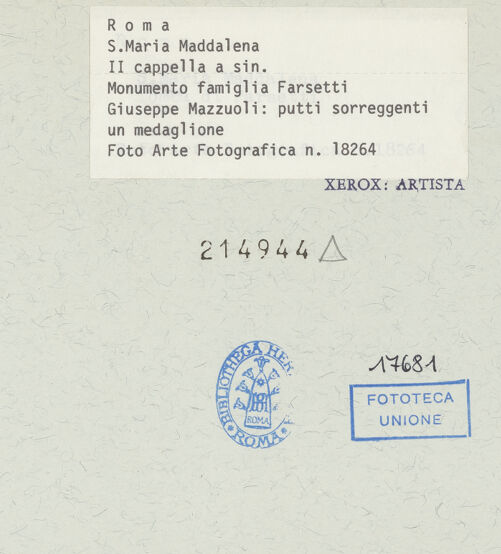 R o m a
S.Maria Maddalena
II cappella a sin.
Monumento famiglia Farsetti
Giuseppe Mazzuoli: putti sorreggenti
un medaglione
Foto Arte Fotografica n. 18264
XEROX: ARTISTA
214944
17681
BIBLIOTHECA HER.
ROMA
ROMA
FOTOTECA
UNIONE